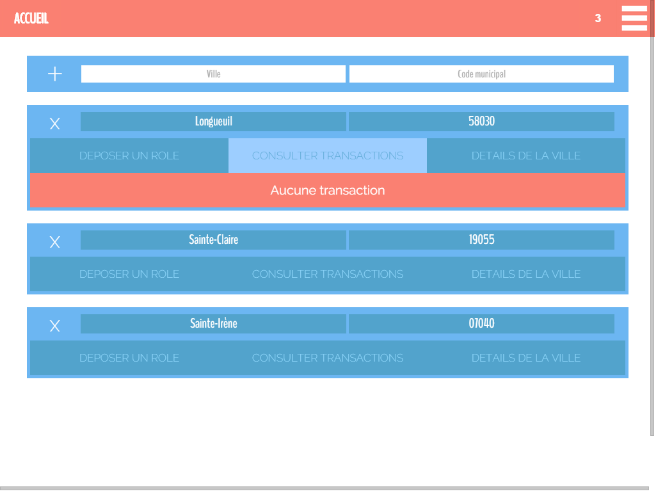 ACCUEIL 3
+ Ville Code municipal
X Longueuil 58030
DEPOSER UN ROLE CONSULTER TRANSACTIONS DETAILS DE LA VILLE
Aucune transaction
X Sainte-Claire 19055
DEPOSER UN ROLE CONSULTER TRANSACTIONS DETAILS DE LA VILLE
X Sainte-Irène 07040
DEPOSER UN ROLE CONSULTER TRANSACTIONS DETAILS DE LA VILLE